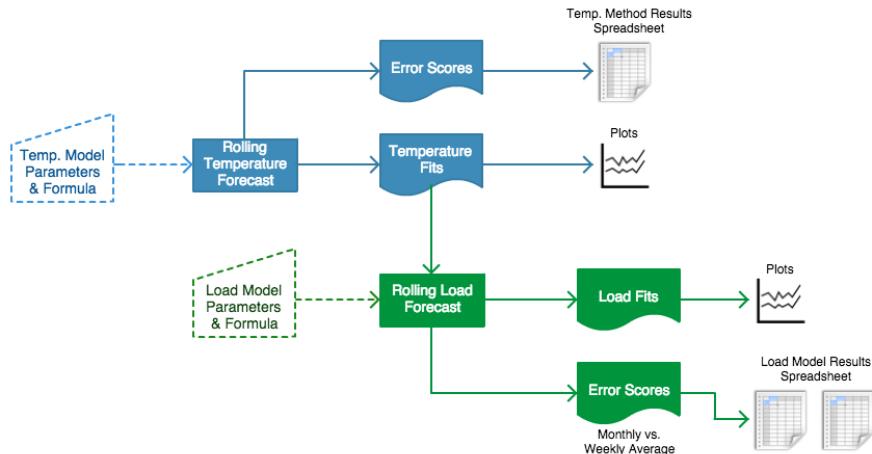 Temp. Method Results
Spreadsheet
Error Scores
Temp. Model
Parameters
& Formula
Rolling
Temperature
Forecast
Temperature
Fits
Plots
Load Model
Parameters
& Formula
Rolling Load
Forecast
Load Fits
Plots
Error Scores
Monthly vs.
Weekly Average
Load Model Results
Spreadsheet